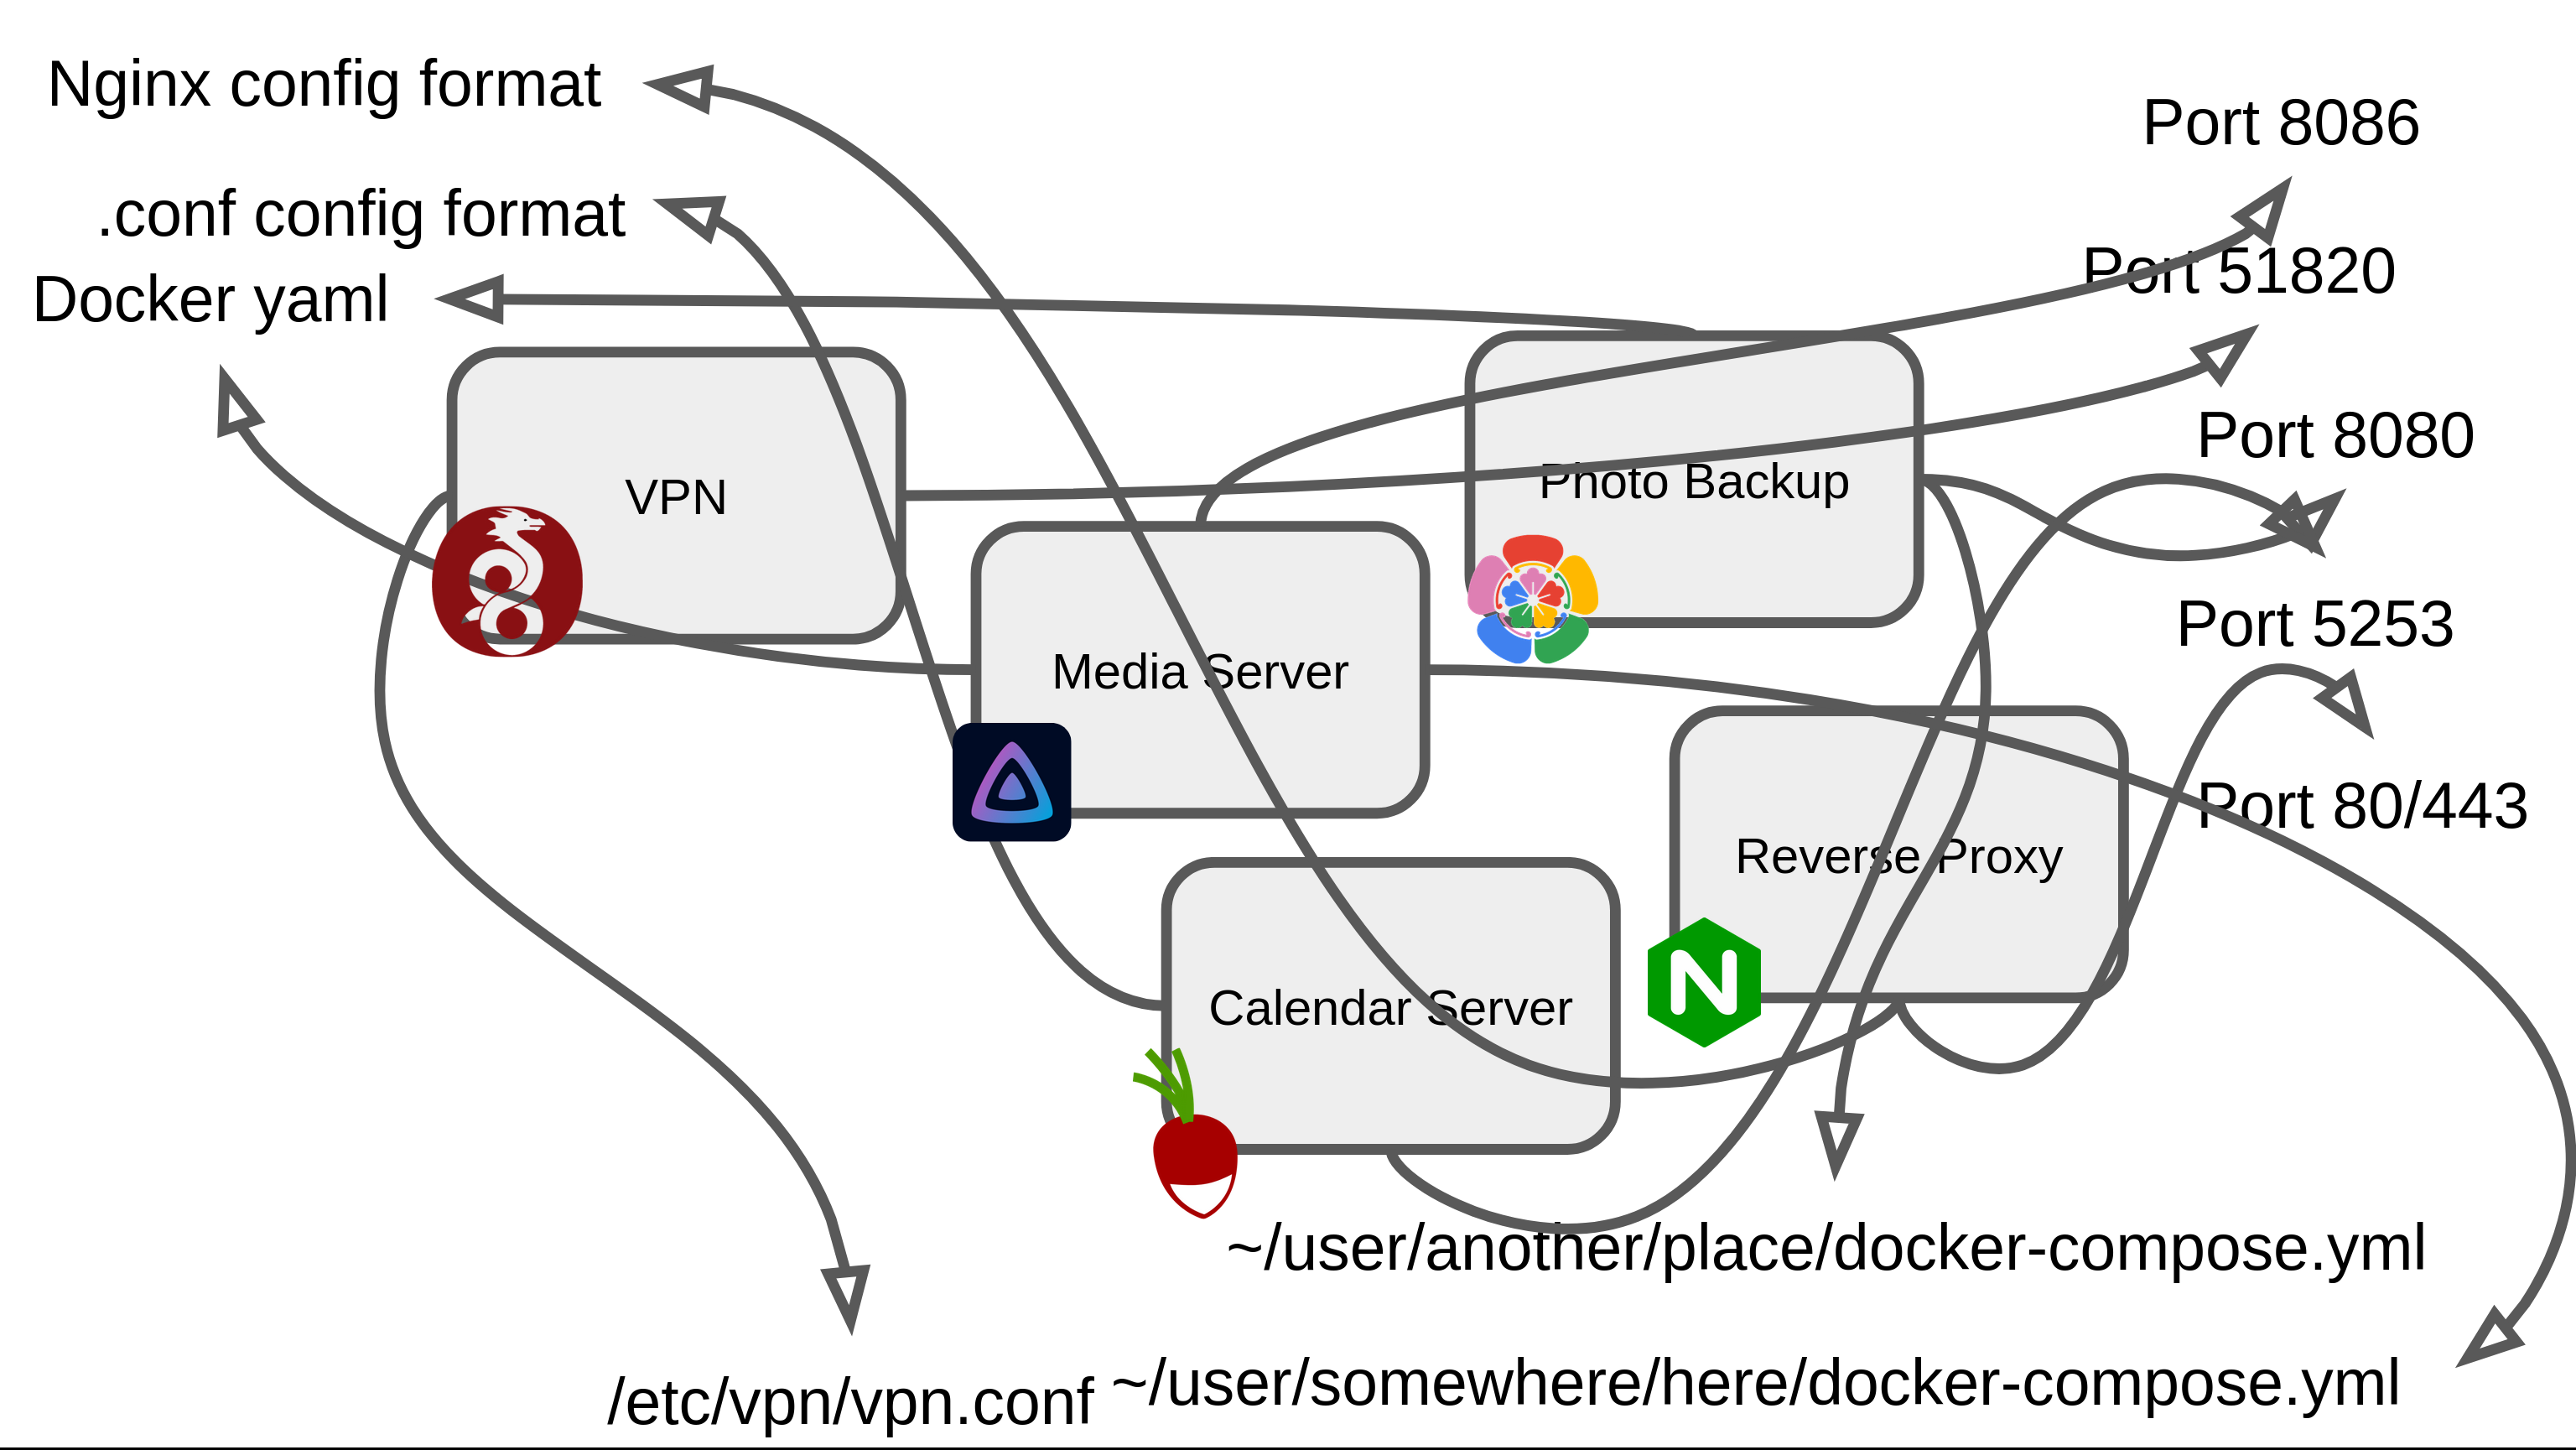 Nginx config format
.conf config format
Docker yaml
Port 8086
Port 51820
Port 8080
Port 5253
Port 80/443
VPN
Photo Backup
Media Server
Reverse Proxy
Calendar Server
~/user/another/place/docker-compose.yml
~/user/somewhere/here/docker-compose.yml
/etc/vpn/vpn.conf